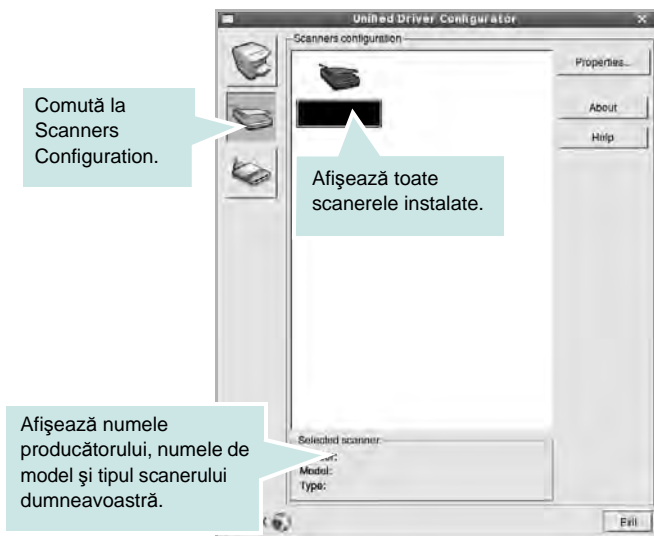 Unified Driver Configurator
Scanners configuration
Properties...
About
Help
Comută la
Scanners
Configuration.
Afişează toate
scanerele instalate.
Afişează numele
producătorului, numele de
model şi tipul scanerului
dumneavoastră.
Selected scanner
Model:
Type:
Exit